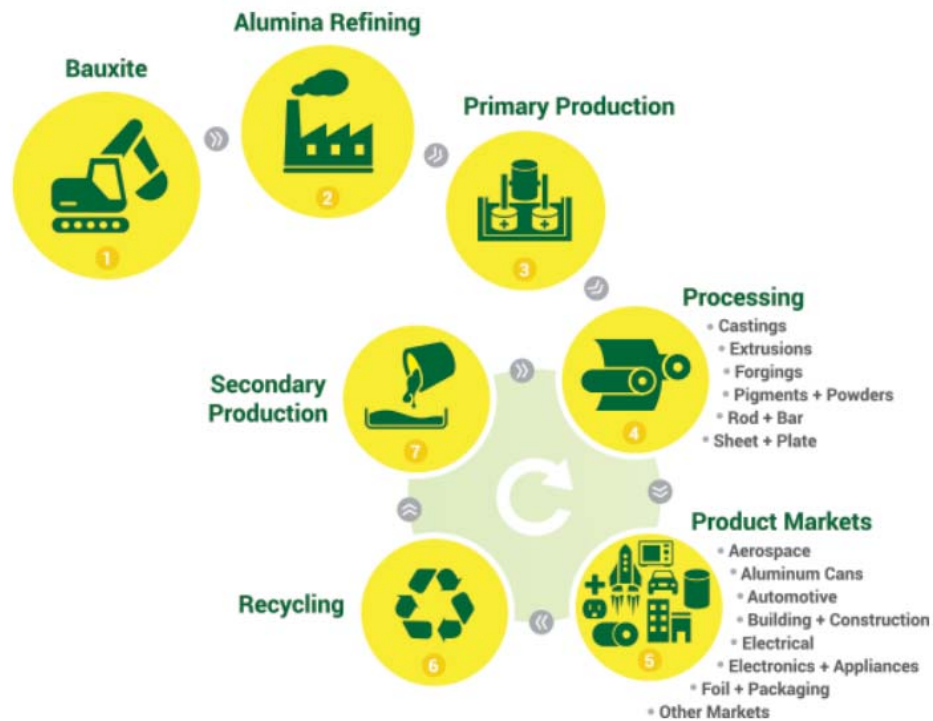 Bauxite
1
Alumina Refining
2
Primary Production
3
Processing
• Castings
• Extrusions
• Forgings
• Pigments + Powders
• Rod + Bar
• Sheet + Plate
4
Product Markets
• Aerospace
• Aluminum Cans
• Automotive
• Building + Construction
• Electrical
• Electronics + Appliances
• Foil + Packaging
• Other Markets
5
Recycling
6
Secondary
Production
7